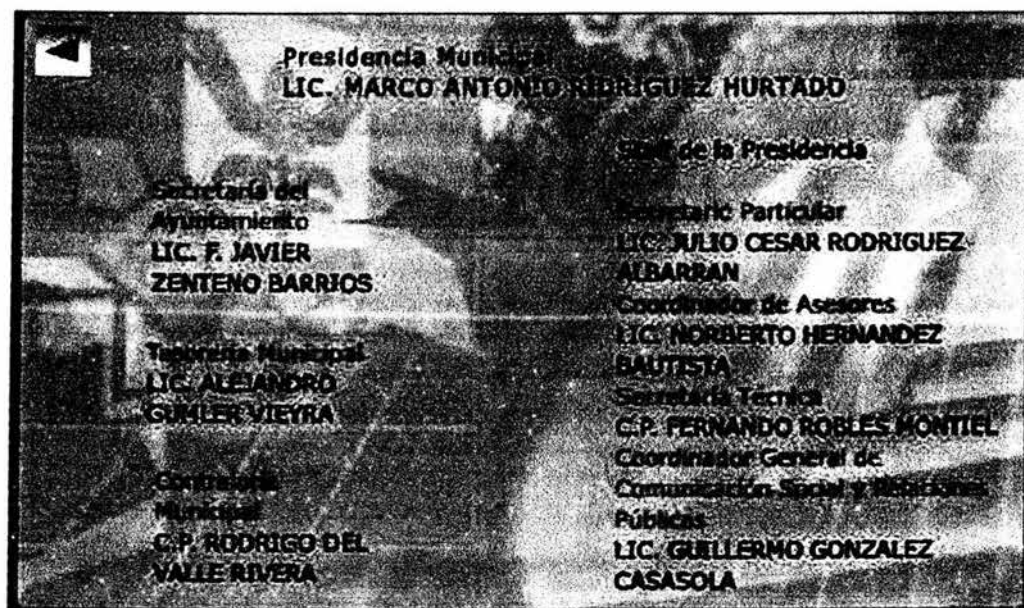 Presidencia Municipal
LIC. MARCO ANTONIO RIDRIGUEZ HURTADO
Secretaría del
Ayuntamiento
LIC. F. JAVIER
ZENTENO BARRIOS
Tesorería Municipal
LIC. ALEJANDRO
GUMLER VIEYRA
Contraloría
Municipal
C.P. RODRIGO DEL
VALLE RIVERA
Staff de la Presidencia
Secretario Particular
LIC. JULIO CESAR RODRIGUEZ
ALBARRAN
Coordinador de Asesores
LIC. NORBERTO HERNANDEZ
BAUTISTA
Secretaría Tecnica
C.P. FERNANDO ROBLES MONTIEL
Coordinador General de
Comunicación Social y Relaciones
Públicas
LIC. GUILLERMO GONZALEZ
CASASOLA